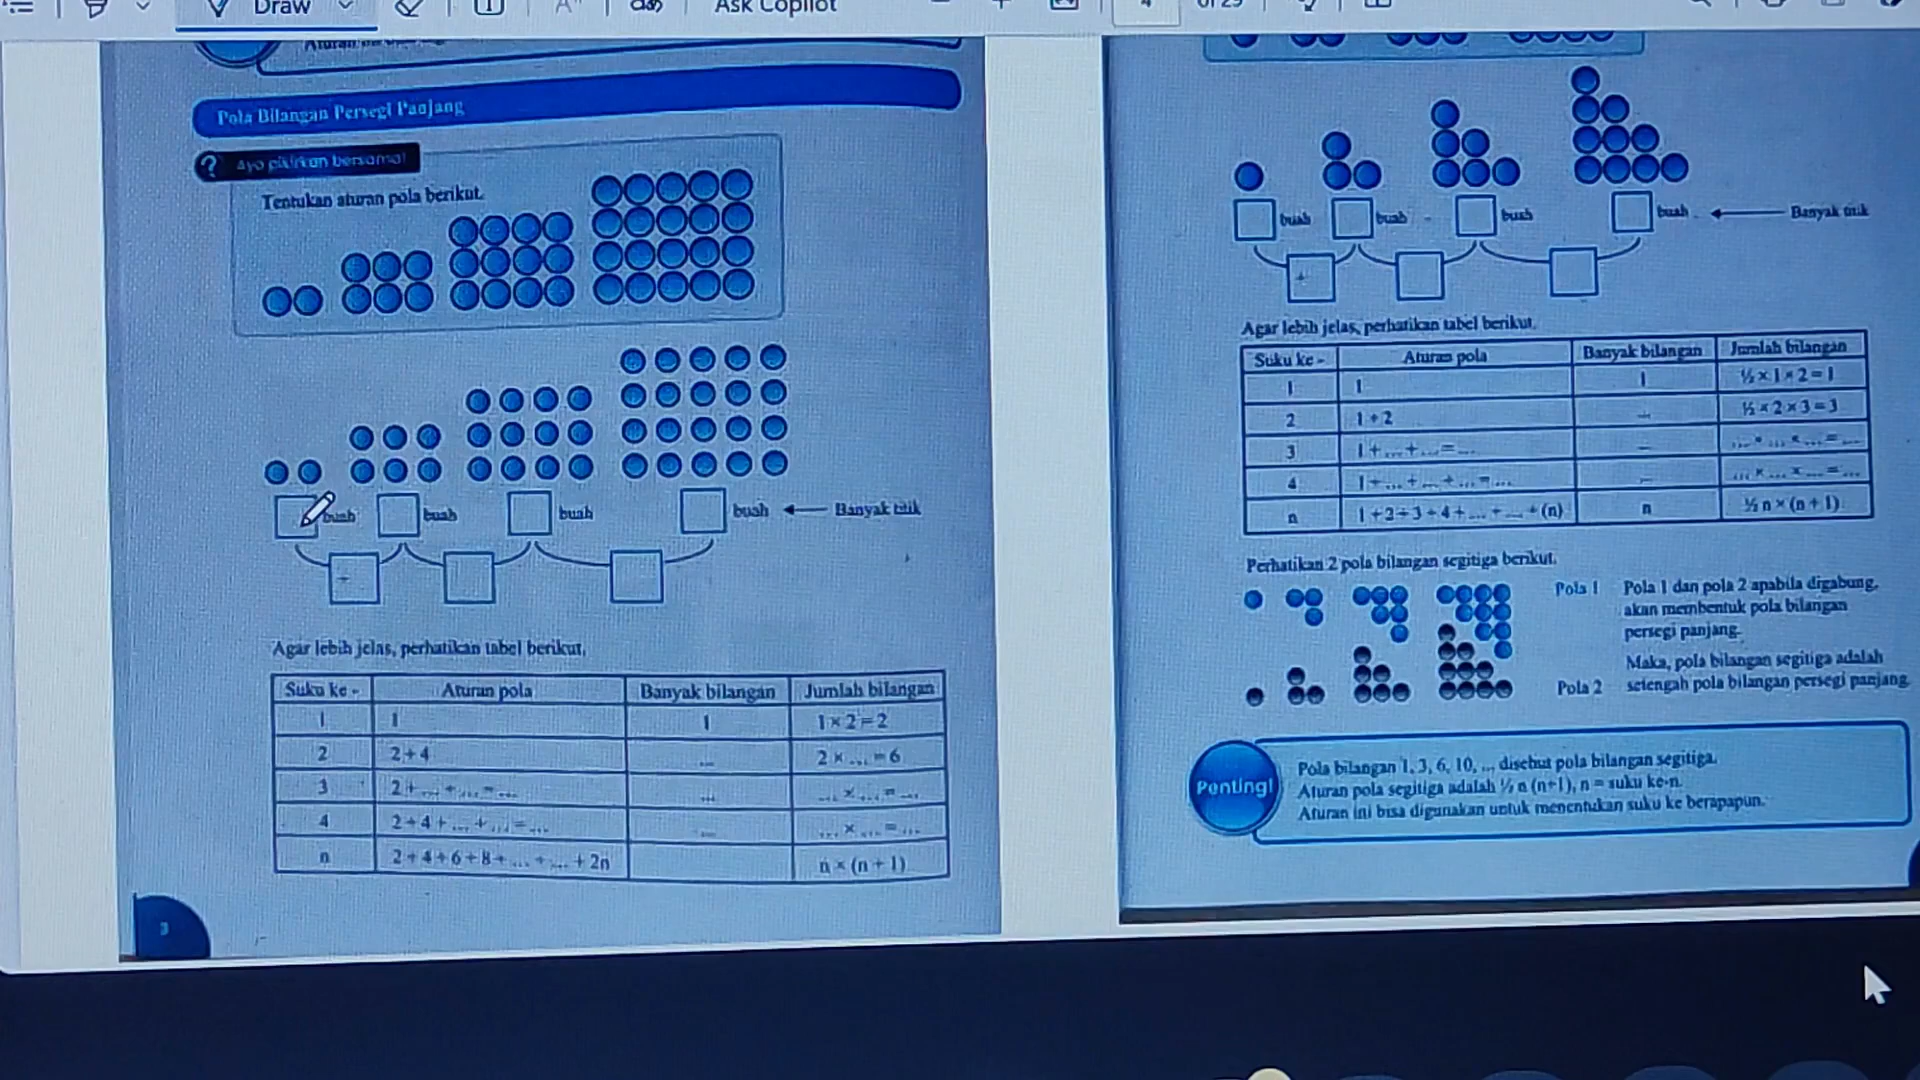 Draw
Ask Copilot
Pola Bilangan Persegi Panjang
? Ayo pikirkan bersama!
Tentukan aturan pola berikut.
buah buah buah buah Banyak titik
+
Agar lebih jelas, perhatikan tabel berikut.
Suku ke - Aturan pola Banyak bilangan Jumlah bilangan
1 1 1 1 × 2 = 2
2 2 + 4 ... 2 × ... = 6
3 2 + ... + ... = ... ... ... × ... = ...
4 2 + 4 + ... + ... = ... ... ... × ... = ...
n 2 + 4 + 6 + 8 + ... + ... + 2n n × (n + 1)
3
buah buah buah buah Banyak titik
+
Agar lebih jelas, perhatikan tabel berikut.
Suku ke - Aturan pola Banyak bilangan Jumlah bilangan
1 1 1 ½ × 1 × 2 = 1
2 1 + 2 ... ½ × 2 × 3 = 3
3 1 + ... + ... = ... ... ... × ... × ... = ...
4 1 + ... + ... + ... = ... ... ... × ... × ... = ...
n 1 + 2 + 3 + 4 + ... + ... + (n) n ½ n × (n + 1)
Perhatikan 2 pola bilangan segitiga berikut.
Pola 1 Pola 1 dan pola 2 apabila digabung,
akan membentuk pola bilangan
persegi panjang.
Maka, pola bilangan segitiga adalah
Pola 2 setengah pola bilangan persegi panjang
Penting!
Pola bilangan 1, 3, 6, 10, ... disebut pola bilangan segitiga.
Aturan pola segitiga adalah ½ n (n+1), n = suku ke-n.
Aturan ini bisa digunakan untuk menentukan suku ke berapapun.